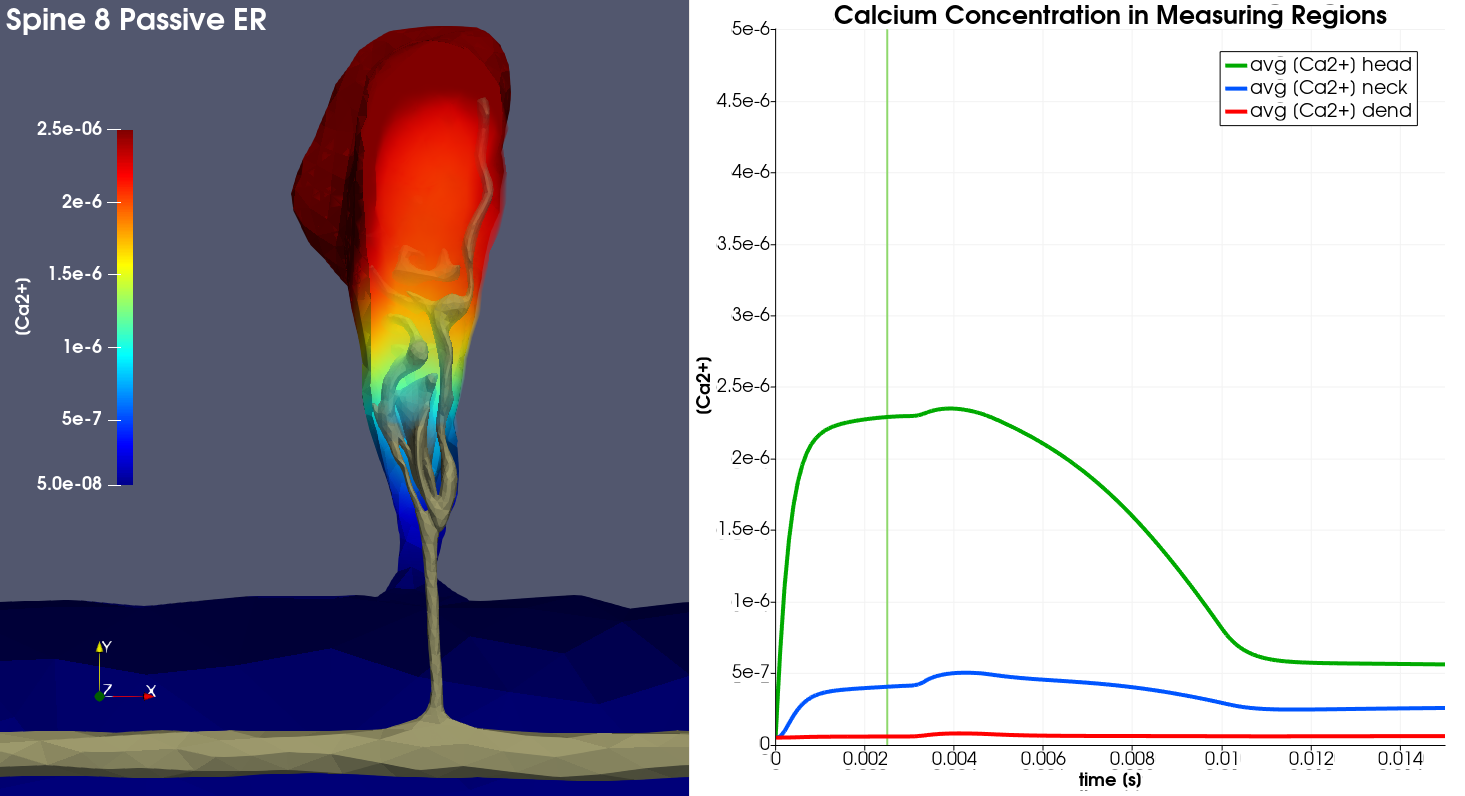 Spine 8 Passive ER
2.5e-06
2e-6
1.5e-6
1e-6
5e-7
5.0e-08
(Ca2+)
Y
Z
X
Calcium Concentration in Measuring Regions
avg (Ca2+) head
avg (Ca2+) neck
avg (Ca2+) dend
5e-6
4.5e-6
4e-6
3.5e-6
3e-6
2.5e-6
2e-6
1.5e-6
1e-6
5e-7
0
(Ca2+)
0 0.002 0.004 0.006 0.008 0.01 0.012 0.014
time (s)